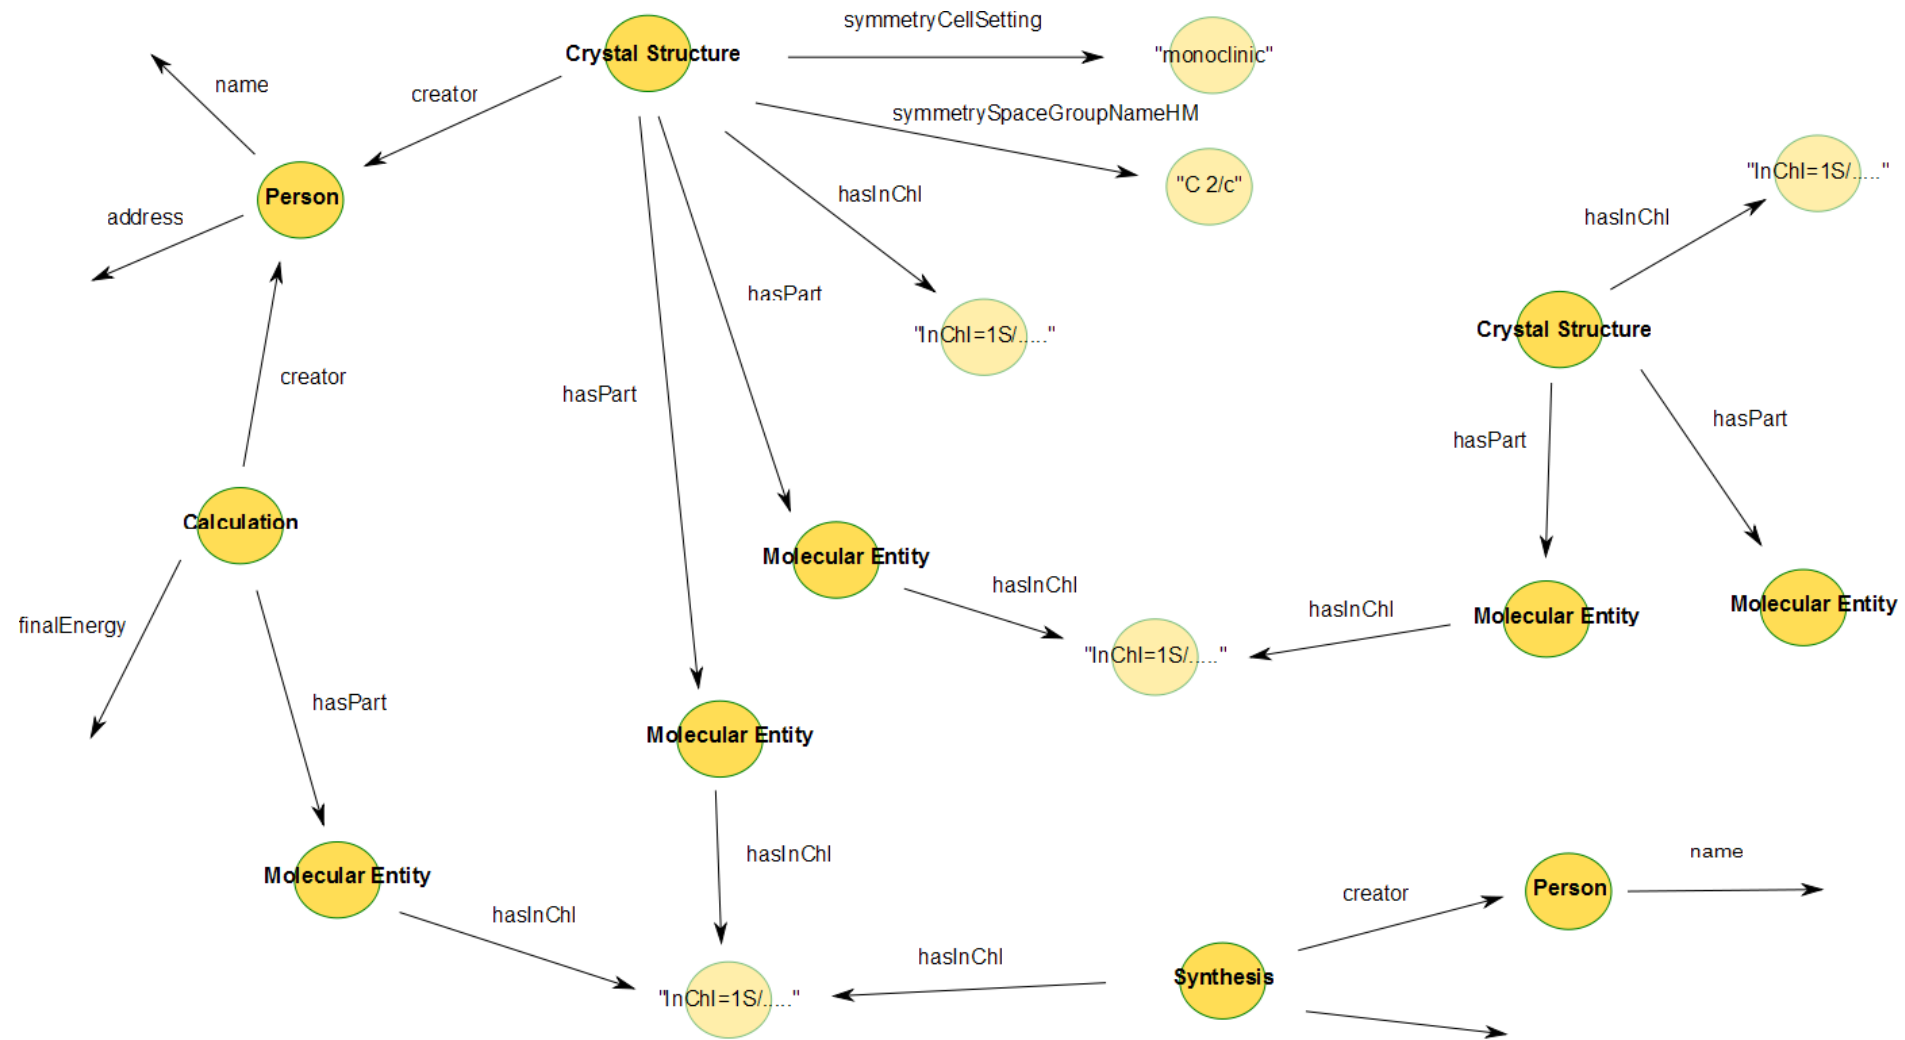 symmetryCellSetting
Crystal Structure
"monoclinic"
name
creator
symmetrySpaceGroupNameHM
"InChI=1S/....."
"C 2/c"
Person
hasInChI
address
hasInChI
hasPart
Crystal Structure
"InChI=1S/....."
creator
hasPart
hasPart
hasPart
Calculation
Molecular Entity
hasInChI
hasInChI
Molecular Entity
Molecular Entity
finalEnergy
"InChI=1S/....."
hasPart
Molecular Entity
hasInChI
name
Molecular Entity
Person
creator
hasInChI
hasInChI
Synthesis
"InChI=1S/....."